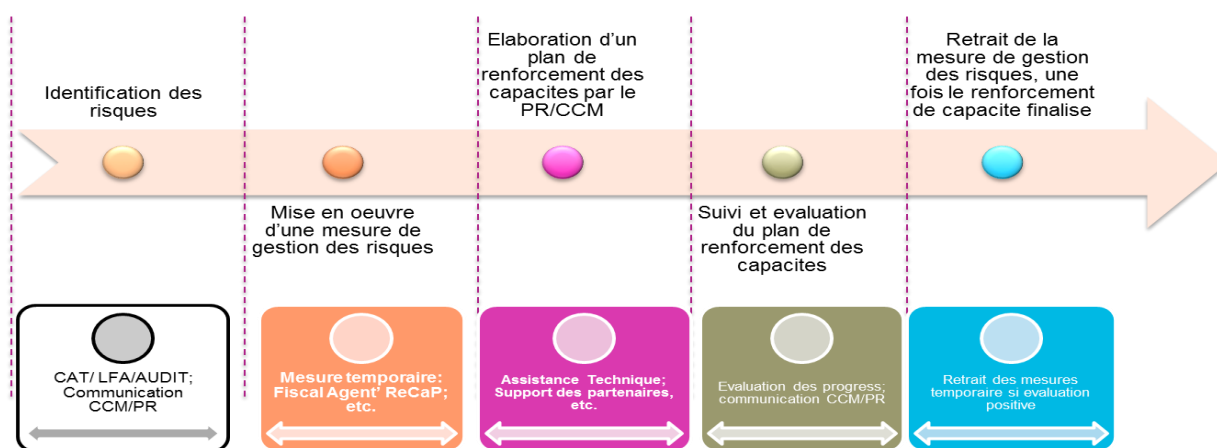 Identification des
risques
Mise en oeuvre
d'une mesure de
gestion des risques
Elaboration d'un
plan de
renforcement des
capacites par le
PR/CCM
Suivi et evaluation
du plan de
renforcement des
capacites
Retrait de la
mesure de gestion
des risques, une
fois le renforcement
de capacite finalise
CAT/ LFA/AUDIT;
Communication
CCM/PR
Mesure temporaire:
Fiscal Agent' ReCaP;
etc.
Assistance Technique;
Support des partenaires,
etc.
Evaluation des progress;
communication CCM/PR
Retrait des mesures
temporaire si evaluation
positive